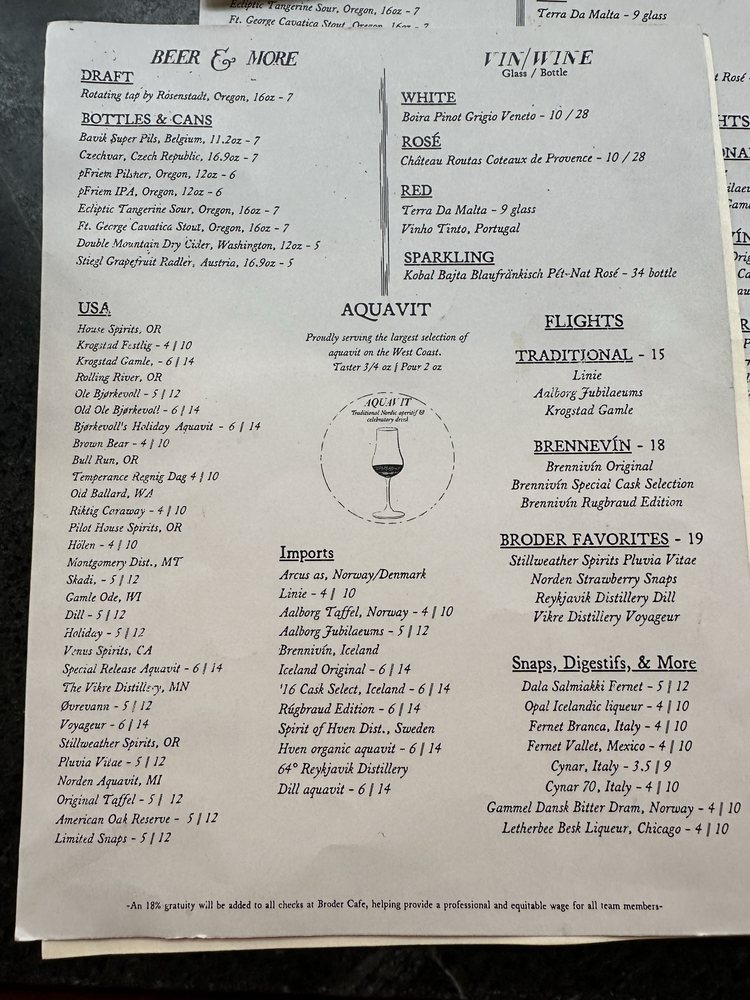 Ecliptic Tangerine Sour, Oregon, 16oz - 7
Ft. George Cavatica Stout, Oregon, 16oz - 7
Terra Da Malta - 9 glass
BEER & MORE
DRAFT
Rotating tap by Rosenstadt, Oregon, 16oz - 7
BOTTLES & CANS
Bavik Super Pils, Belgium, 11.2oz - 7
Czechvar, Czech Republic, 16.9oz - 7
pFriem Pilsner, Oregon, 12oz - 6
pFriem IPA, Oregon, 12oz - 6
Ecliptic Tangerine Sour, Oregon, 16oz - 7
Ft. George Cavatica Stout, Oregon, 16oz - 7
Double Mountain Dry Cider, Washington, 12oz - 5
Stiegl Grapefruit Radler, Austria, 16.9oz - 5
VIN/WINE
Glass / Bottle
WHITE
Boira Pinot Grigio Veneto - 10 / 28
ROSÉ
Château Routas Coteaux de Provence - 10 / 28
RED
Terra Da Malta - 9 glass
Vinho Tinto, Portugal
SPARKLING
Kobal Bajta Blaufränkisch Pét-Nat Rosé - 34 bottle
USA
House Spirits, OR
Krogstad Festlig - 4 | 10
Krogstad Gamle, - 6 | 14
Rolling River, OR
Ole Bjørkevoll - 5 | 12
Old Ole Bjørkevoll - 6 | 14
Bjørkevoll's Holiday Aquavit - 6 | 14
Brown Bear - 4 | 10
Bull Run, OR
Temperance Regnig Dag 4 | 10
Old Ballard, WA
Riktig Caraway - 4 | 10
Pilot House Spirits, OR
Hölen - 4 | 10
Montgomery Dist., MT
Skadi, - 5 | 12
Gamle Ode, WI
Dill - 5 | 12
Holiday - 5 | 12
Venus Spirits, CA
Special Release Aquavit - 6 | 14
The Vikre Distillery, MN
Øvrevann - 5 | 12
Voyageur - 6 | 14
Stillweather Spirits, OR
Pluvia Vitae - 5 | 12
Norden Aquavit, MI
Original Taffel - 5 | 12
American Oak Reserve - 5 | 12
Limited Snaps - 5 | 12
AQUAVIT
Proudly serving the largest selection of
aquavit on the West Coast.
Taster 3/4 oz | Pour 2 oz
AQUAVIT
Traditional Nordic aperitif &
celebratory drink
Imports
Arcus as, Norway/Denmark
Linie - 4 | 10
Aalborg Taffel, Norway - 4 | 10
Aalborg Jubilaeums - 5 | 12
Brennivín, Iceland
Iceland Original - 6 | 14
'16 Cask Select, Iceland - 6 | 14
Rúgbraud Edition - 6 | 14
Spirit of Hven Dist., Sweden
Hven organic aquavit - 6 | 14
64° Reykjavik Distillery
Dill aquavit - 6 | 14
FLIGHTS
TRADITIONAL - 15
Linie
Aalborg Jubilaeums
Krogstad Gamle
BRENNEVÍN - 18
Brennivín Original
Brennivín Special Cask Selection
Brennivín Rugbraud Edition
BRODER FAVORITES - 19
Stillweather Spirits Pluvia Vitae
Norden Strawberry Snaps
Reykjavik Distillery Dill
Vikre Distillery Voyageur
Snaps, Digestifs, & More
Dala Salmiakki Fernet - 5 | 12
Opal Icelandic liqueur - 4 | 10
Fernet Branca, Italy - 4 | 10
Fernet Vallet, Mexico - 4 | 10
Cynar, Italy - 3.5 | 9
Cynar 70, Italy - 4 | 10
Gammel Dansk Bitter Dram, Norway - 4 | 10
Letherbee Besk Liqueur, Chicago - 4 | 10
-An 18% gratuity will be added to all checks at Broder Cafe, helping provide a professional and equitable wage for all team members-